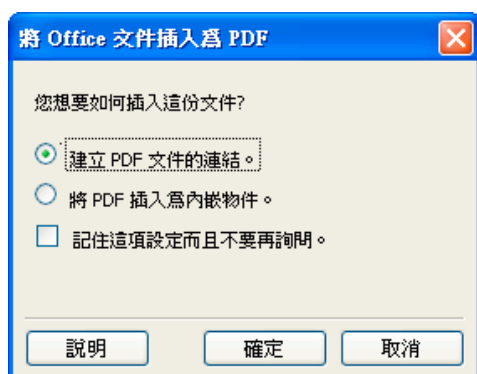 將 Office 文件插入爲 PDF
您想要如何插入這份文件?
建立 PDF 文件的連結。
將 PDF 插入爲內嵌物件。
記住這項設定而且不要再詢問。
說明 確定 取消